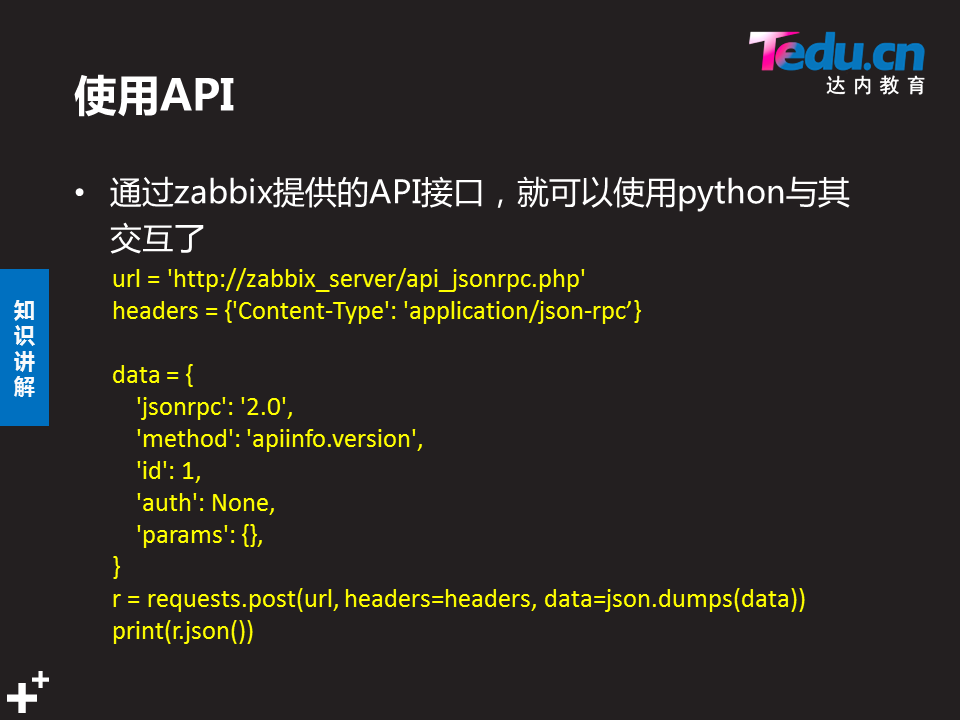 Tedu.cn
达内教育
使用API
• 通过zabbix提供的API接口，就可以使用python与其
交互了
url = 'http://zabbix_server/api_jsonrpc.php'
headers = {'Content-Type': 'application/json-rpc’}
data = {
    'jsonrpc': '2.0',
    'method': 'apiinfo.version',
    'id': 1,
    'auth': None,
    'params': {},
}
r = requests.post(url, headers=headers, data=json.dumps(data))
print(r.json())
知
识
讲
解